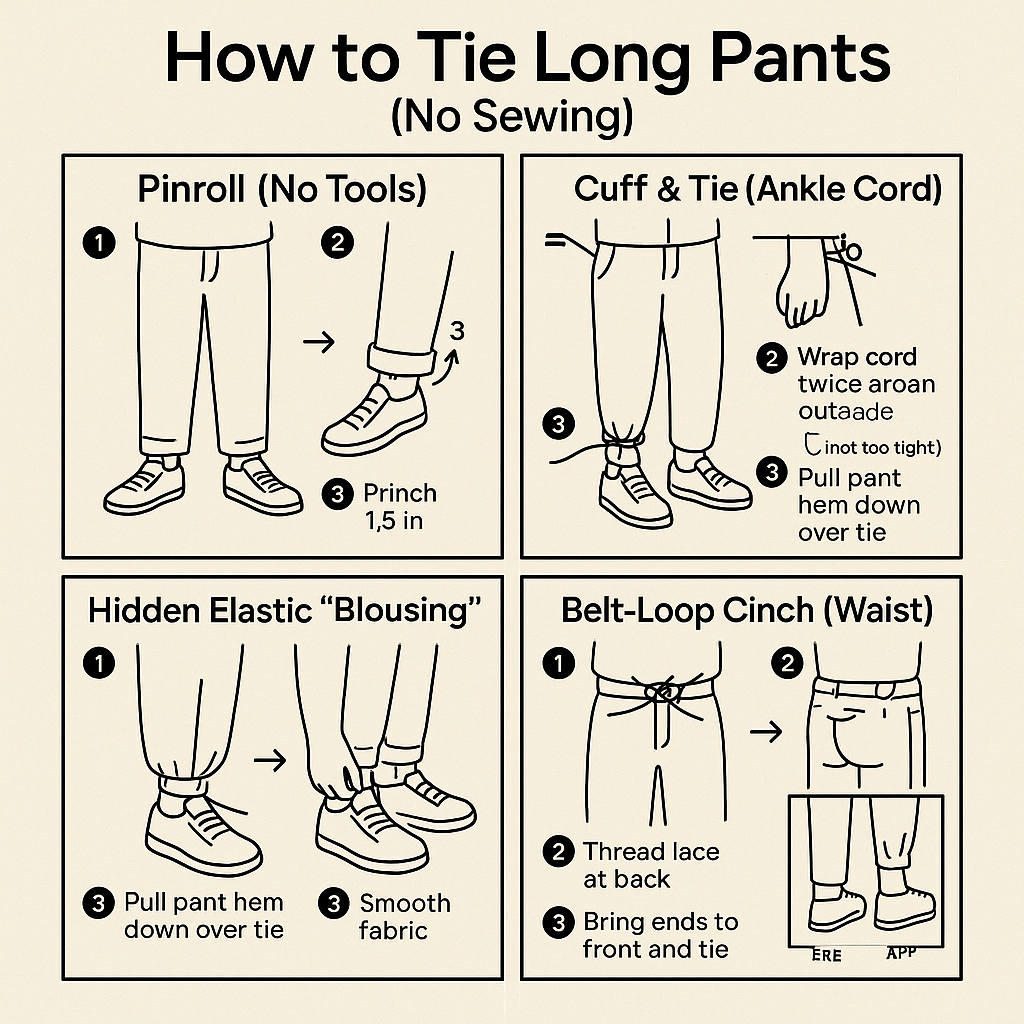 How to Tie Long Pants
(No Sewing)
Pinroll (No Tools)
1
2
3
3 Princh
1,5 in
Cuff & Tie (Ankle Cord)
2 Wrap cord
twice aroan
outaade
(inot too tight)
3
3 Pull pant
hem down
over tie
Hidden Elastic “Blousing”
1
3 Pull pant hem
down over tie
3 Smooth
fabric
Belt-Loop Cinch (Waist)
1
2
2 Thread lace
at back
3 Bring ends to
front and tie
ERE APP